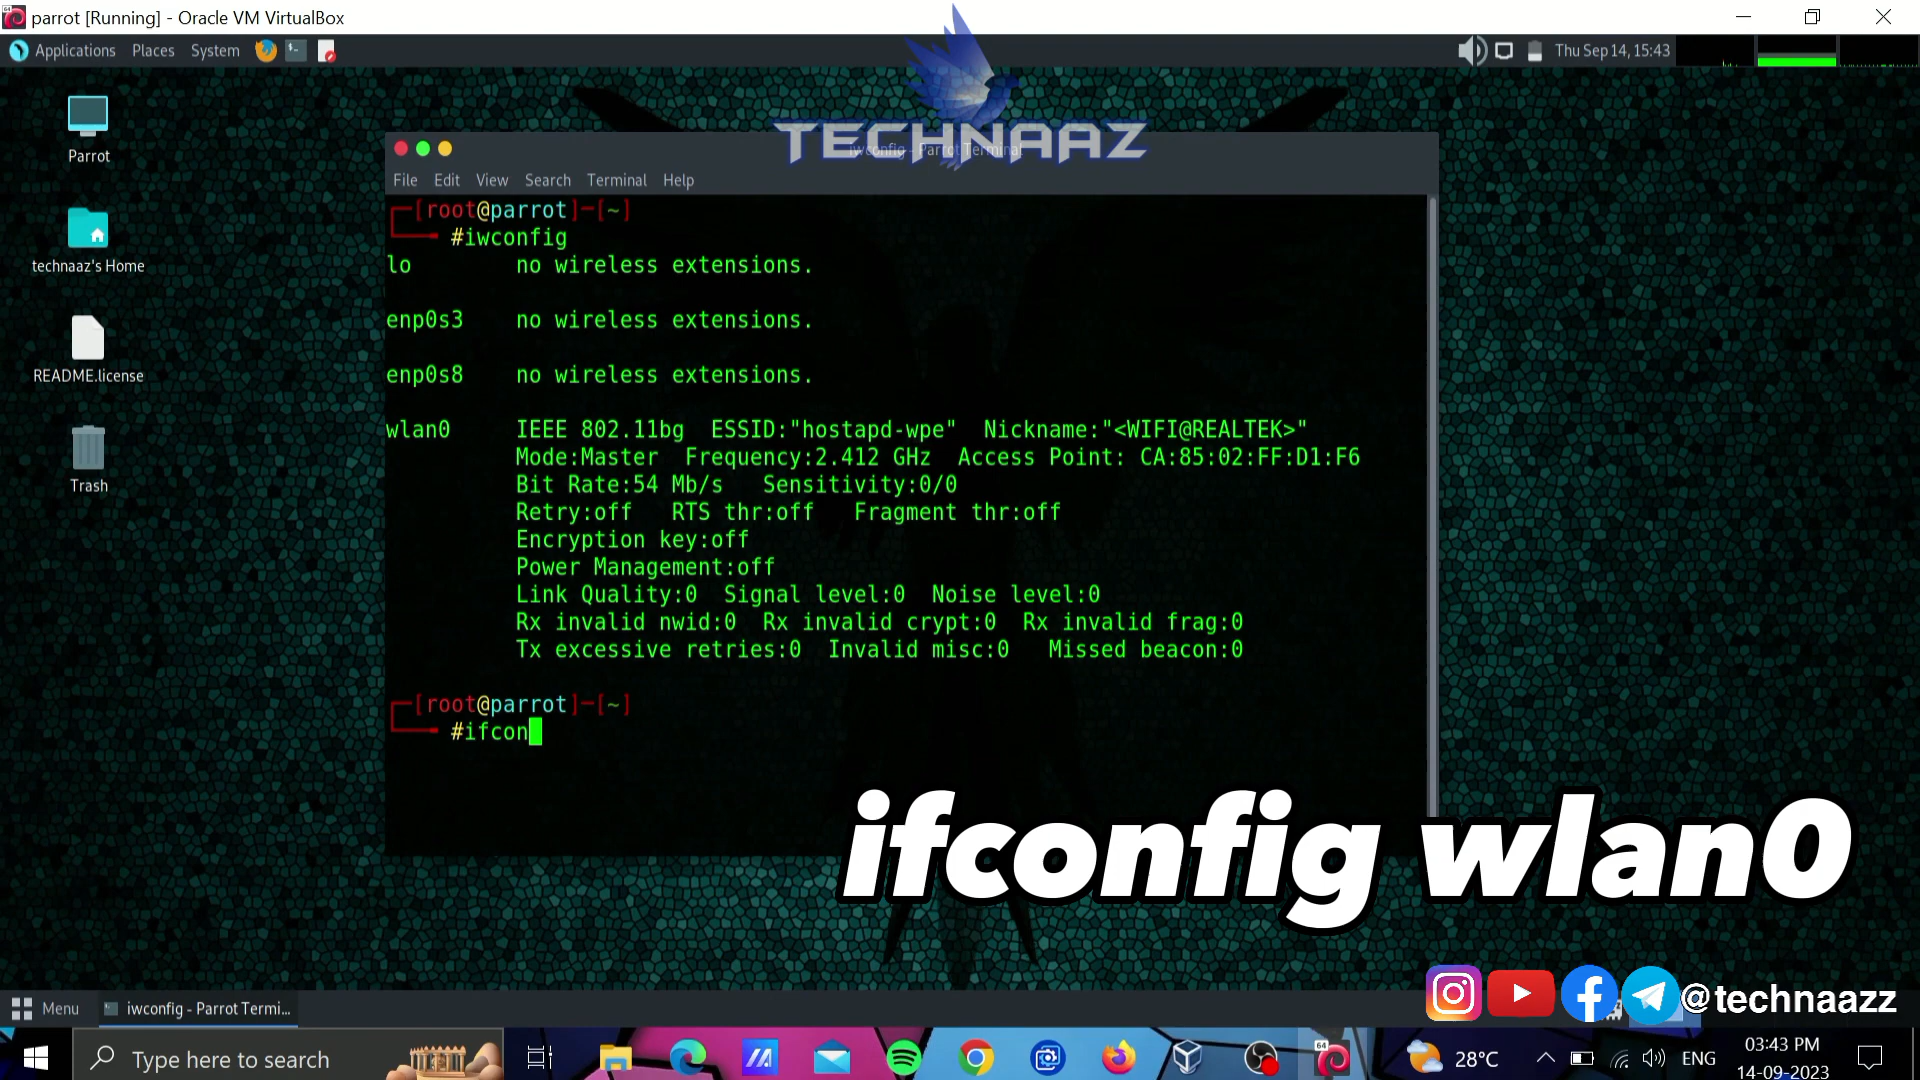 parrot [Running] - Oracle VM VirtualBox
Applications Places System
Thu Sep 14, 15:43
TECHNAAZ
iwconfig - Parrot Terminal
File Edit View Search Terminal Help
Parrot
technaaz's Home
README.license
Trash
[root@parrot]-[~]
#iwconfig
lo no wireless extensions.
enp0s3 no wireless extensions.
enp0s8 no wireless extensions.
wlan0 IEEE 802.11bg ESSID:"hostapd-wpe" Nickname:"<WIFI@REALTEK>"
Mode:Master Frequency:2.412 GHz Access Point: CA:85:02:FF:D1:F6
Bit Rate:54 Mb/s Sensitivity:0/0
Retry:off RTS thr:off Fragment thr:off
Encryption key:off
Power Management:off
Link Quality:0 Signal level:0 Noise level:0
Rx invalid nwid:0 Rx invalid crypt:0 Rx invalid frag:0
Tx excessive retries:0 Invalid misc:0 Missed beacon:0
[root@parrot]-[~]
#ifcon
ifconfig wlan0
@technaazz
Menu iwconfig - Parrot Termi...
Type here to search
64
28°C
ENG
03:43 PM
14-09-2023